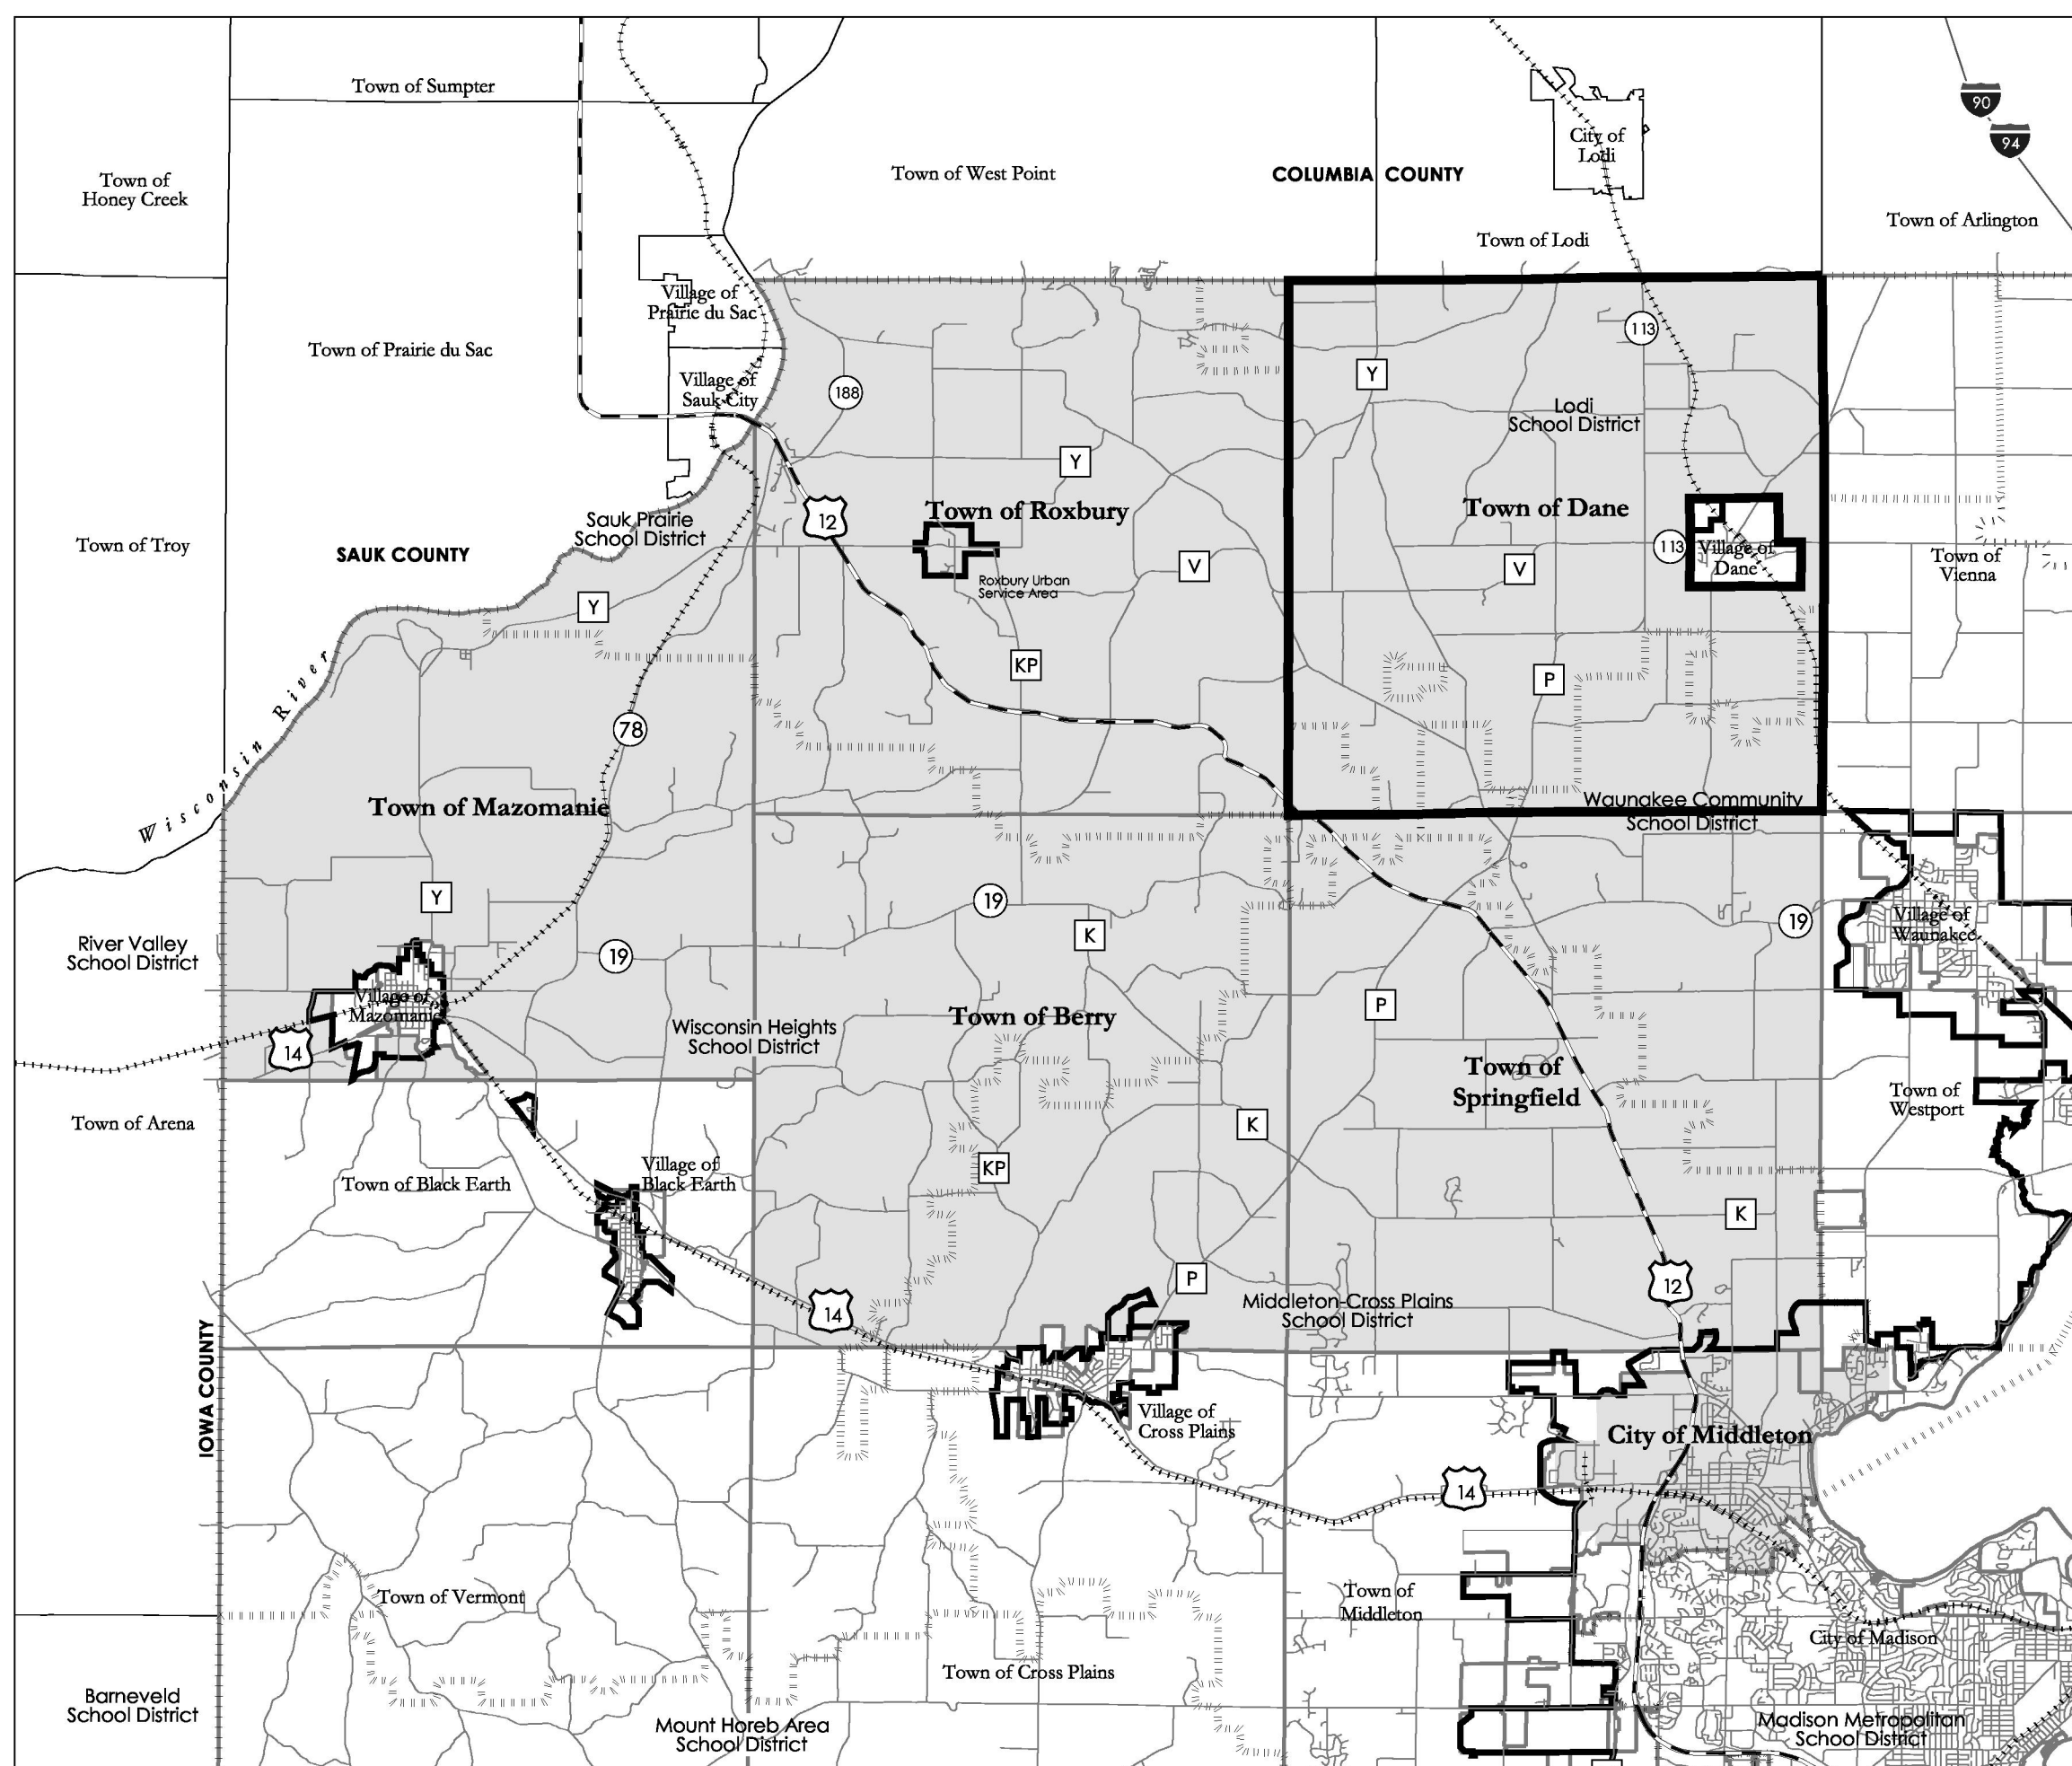 Town of Sumpter
90
94
City of
Lodi
Town of
Honey Creek
Town of West Point
COLUMBIA COUNTY
Town of Arlington
Town of Lodi
Village of
Prairie du Sac
113
Town of Prairie du Sac
Y
Village of
Sauk City
188
Lodi
School District
Y
Town of Roxbury
Town of Dane
12
Sauk Prairie
School District
Town of Troy
SAUK COUNTY
113
Village of
Dane
Town of
Vienna
V
V
Roxbury Urban
Service Area
Y
KP
P
Wisconsin River
78
Town of Mazomanie
Waunakee Community
School District
Y
19
19
Village of
Waunakee
K
River Valley
School District
19
Village of
Mazomanie
P
Town of Berry
Wisconsin Heights
School District
14
Town of
Springfield
Town of
Westport
Town of Arena
K
KP
Village of
Black Earth
Town of Black Earth
K
P
12
14
Middleton-Cross Plains
School District
IOWA COUNTY
Village of
Cross Plains
City of Middleton
14
Town of Vermont
Town of
Middleton
City of Madison
Town of Cross Plains
Barneveld
School District
Mount Horeb Area
School District
Madison Metropolitan
School District